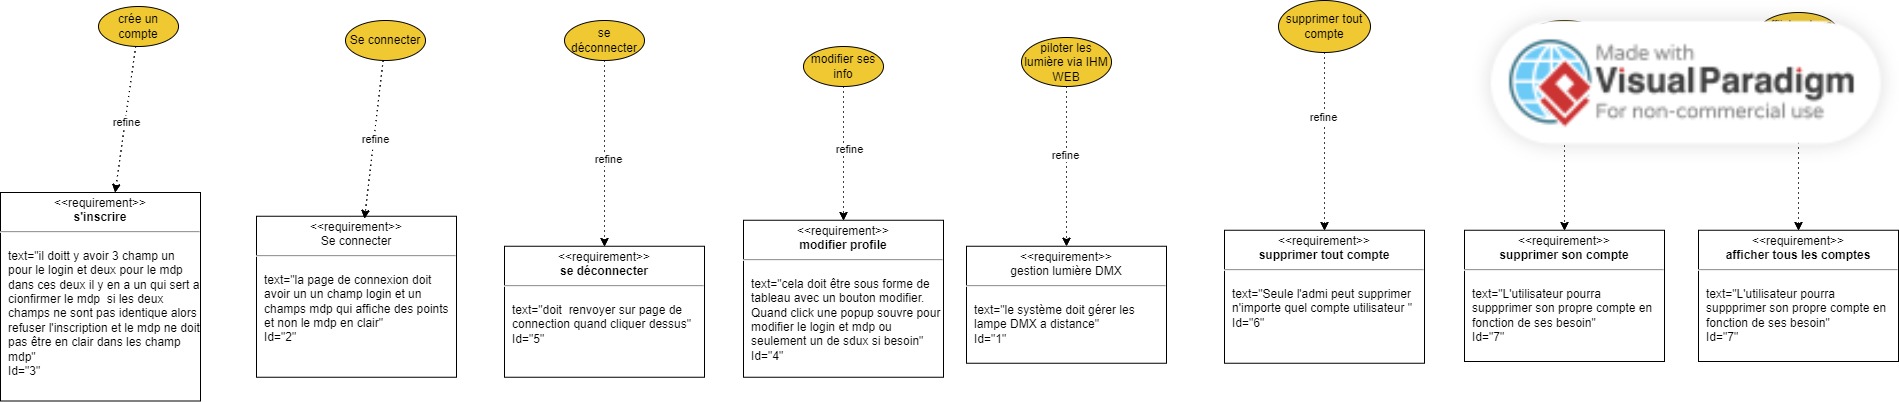 crée un
compte
refine
<<requirement>>
s'inscrire
text="il doitt y avoir 3 champ un
pour le login et deux pour le mdp
dans ces deux il y en a un qui sert a
cionfirmer le mdp si les deux
champs ne sont pas identique alors
refuser l'inscription et le mdp ne doit
pas être en clair dans les champ
mdp"
Id="3"
Se connecter
refine
<<requirement>>
Se connecter
text="la page de connexion doit
avoir un un champ login et un
champs mdp qui affiche des points
et non le mdp en clair"
Id="2"
se
déconnecter
refine
<<requirement>>
se déconnecter
text="doit renvoyer sur page de
connection quand cliquer dessus"
Id="5"
modifier ses
info
refine
<<requirement>>
modifier profile
text="cela doit être sous forme de
tableau avec un bouton modifier.
Quand click une popup souvre pour
modifier le login et mdp ou
seulement un de sdux si besoin"
Id="4"
piloter les
lumière via IHM
WEB
refine
<<requirement>>
gestion lumière DMX
text="le système doit gérer les
lampe DMX a distance"
Id="1"
supprimer tout
compte
refine
<<requirement>>
supprimer tout compte
text="Seule l'admi peut supprimer
n'importe quel compte utilisateur "
Id="6"
<<requirement>>
supprimer son compte
text="L'utilisateur pourra
suppprimer son propre compte en
fonction de ses besoin"
Id="7"
<<requirement>>
afficher tous les comptes
text="L'utilisateur pourra
suppprimer son propre compte en
fonction de ses besoin"
Id="7"
Made with
Visual Paradigm
For non-commercial use